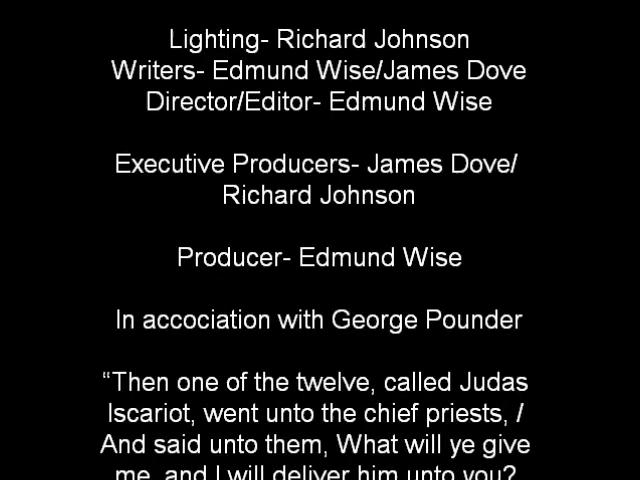 Lighting- Richard Johnson
Writers- Edmund Wise/James Dove
Director/Editor- Edmund Wise
Executive Producers- James Dove/
Richard Johnson
Producer- Edmund Wise
In accociation with George Pounder
“Then one of the twelve, called Judas
Iscariot, went unto the chief priests, /
And said unto them, What will ye give
me, and I will deliver him unto you?